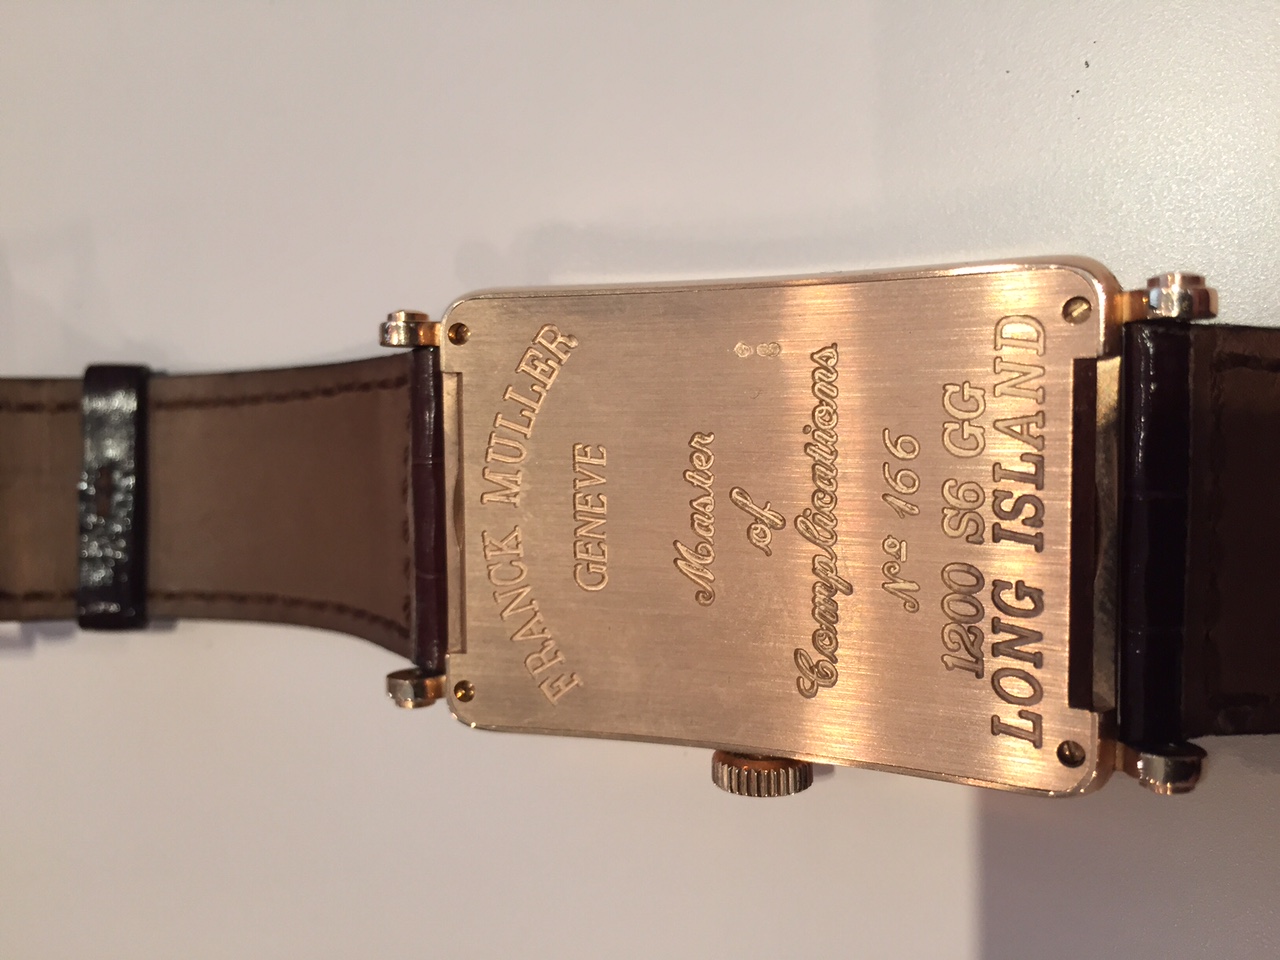 FRANCK MULLER
GENEVE
Master
of
Complications
Nº 166
1200 S6 GG
LONG ISLAND